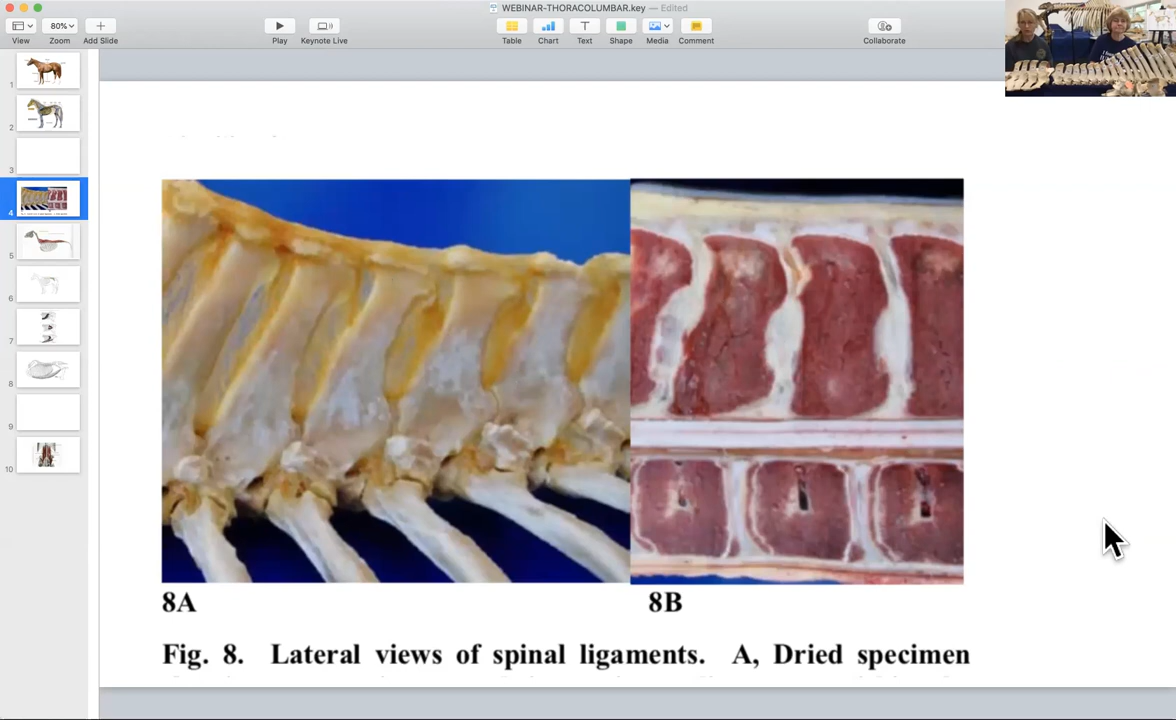 WEBINAR-THORACOLUMBAR.key — Edited
80%
View
Zoom
Add Slide
Play
Keynote Live
Table
Chart
Text
Shape
Media
Comment
Collaborate
1
2
3
4
5
6
7
8
9
10
8A
8B
Fig. 8. Lateral views of spinal ligaments. A, Dried specimen